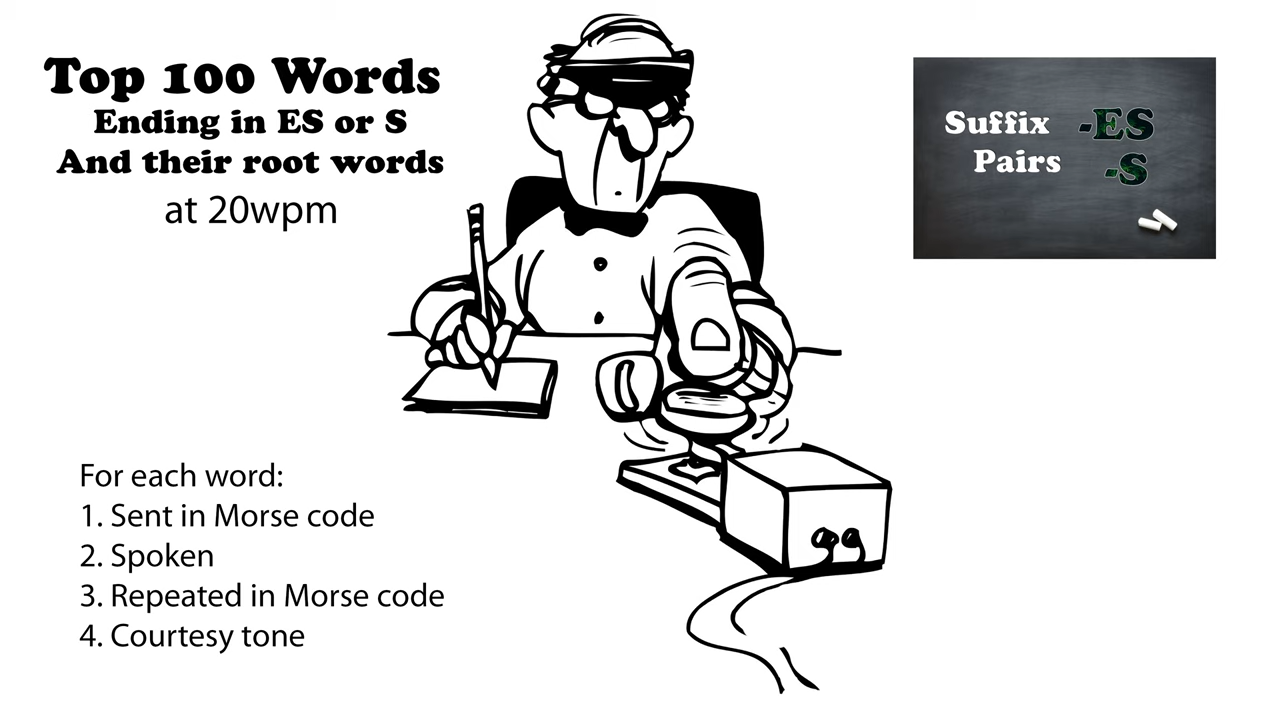 Top 100 Words
Ending in ES or S
And their root words
at 20wpm
Suffix -ES
Pairs -S
For each word:
1. Sent in Morse code
2. Spoken
3. Repeated in Morse code
4. Courtesy tone